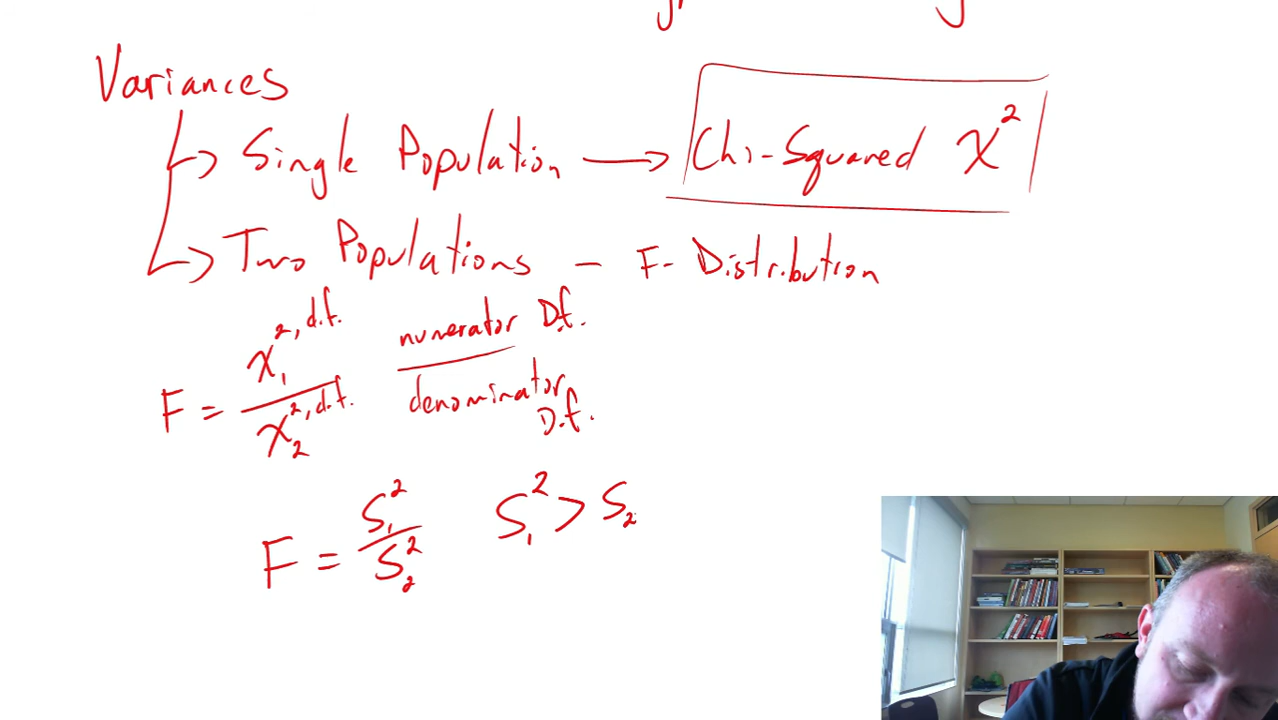 Variances
↳ Single Population → Chi-Squared χ²
↳ Two Populations – F-Distribution
F = χ₁^{2, d.f.} / χ₂^{2, d.f.} numerator D.f. / denominator D.f.
F = S₁² / S₂² S₁² > S₂